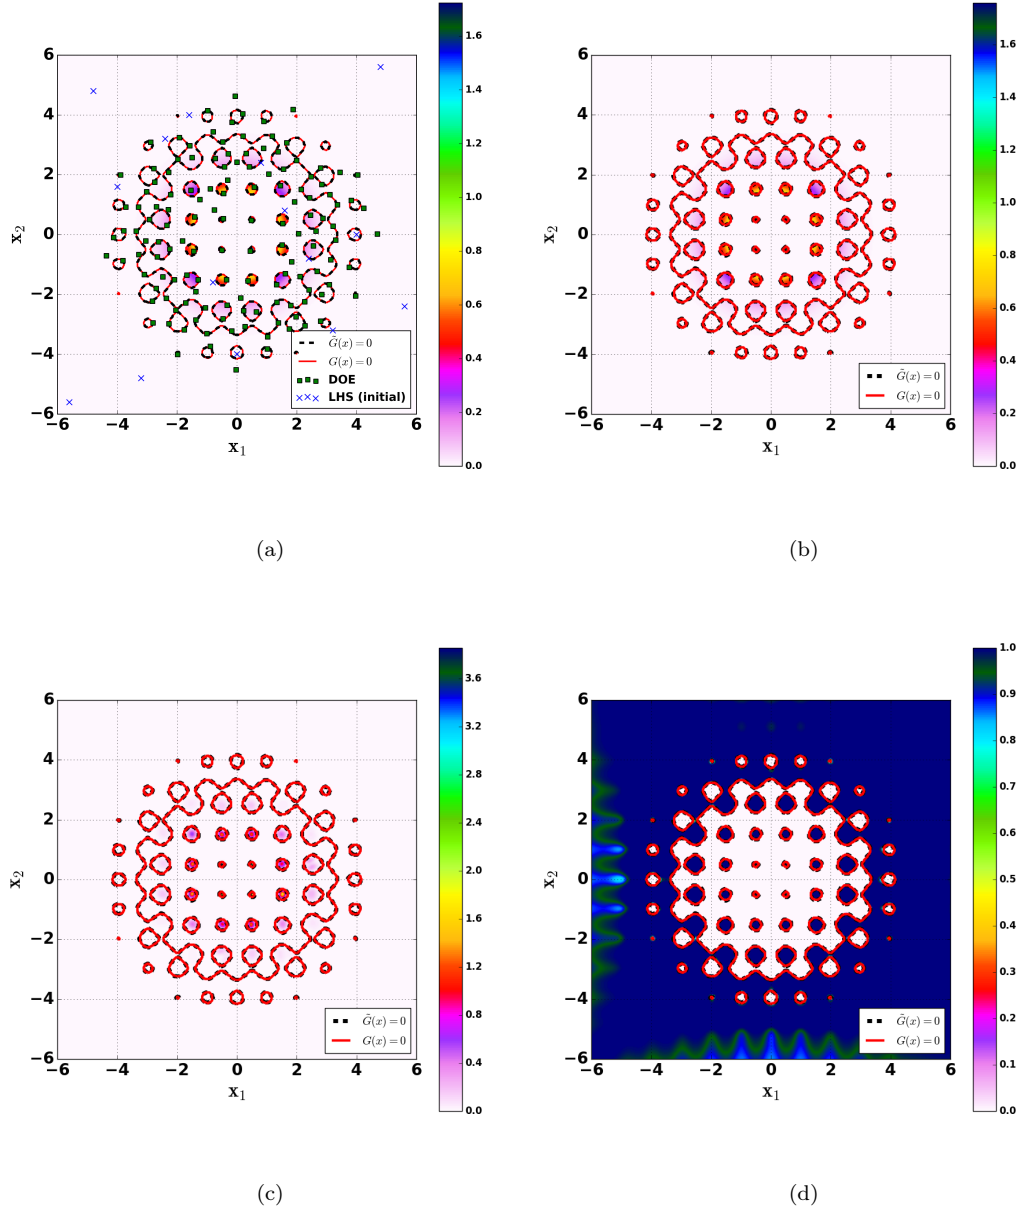 1.6
1.4
1.2
1.0
0.8
0.6
0.4
0.2
0.0
6
4
2
0
−2
−4
−6
x₂
−6 −4 −2 0 2 4 6
x₁
G̃(x) = 0
G(x) = 0
DOE
LHS (initial)
(a)
1.6
1.4
1.2
1.0
0.8
0.6
0.4
0.2
0.0
6
4
2
0
−2
−4
−6
x₂
−6 −4 −2 0 2 4 6
x₁
G̃(x) = 0
G(x) = 0
(b)
3.6
3.2
2.8
2.4
2.0
1.6
1.2
0.8
0.4
0.0
6
4
2
0
−2
−4
−6
x₂
−6 −4 −2 0 2 4 6
x₁
G̃(x) = 0
G(x) = 0
(c)
1.0
0.9
0.8
0.7
0.6
0.5
0.4
0.3
0.2
0.1
0.0
6
4
2
0
−2
−4
−6
x₂
−6 −4 −2 0 2 4 6
x₁
G̃(x) = 0
G(x) = 0
(d)